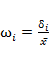 ωᵢ = δᵢ / x̄